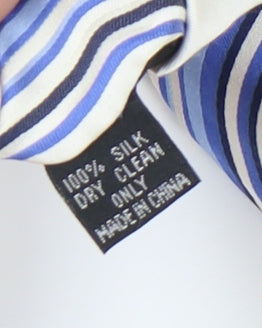 100% SILK
DRY CLEAN
ONLY
MADE IN CHINA